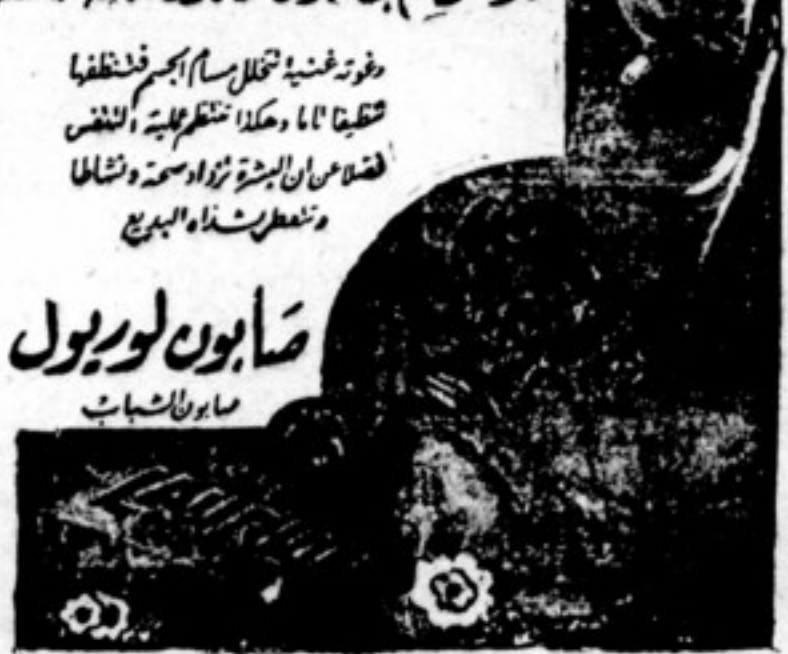 رغوته غنية تتخلل مسام الجسم فتنظفها
تنظيفا تاما وهكذا تنتظم عملية التنفس
فضلا عن ان البشرة تزداد صحة ونشاطا
وتتعطر بشذاه البديع
صابون لوريول
صابون الشباب